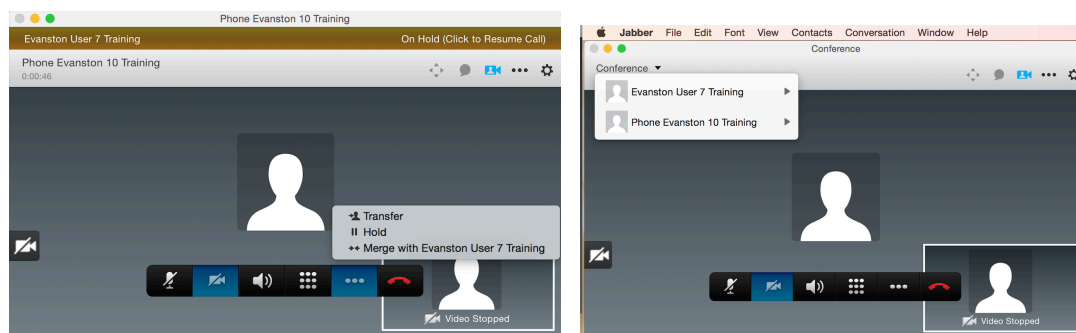 Phone Evanston 10 Training
Evanston User 7 Training On Hold (Click to Resume Call)
Phone Evanston 10 Training
0:00:46
Transfer
Hold
Merge with Evanston User 7 Training
Video Stopped
Jabber File Edit Font View Contacts Conversation Window Help
Conference
Conference
Evanston User 7 Training
Phone Evanston 10 Training
Video Stopped